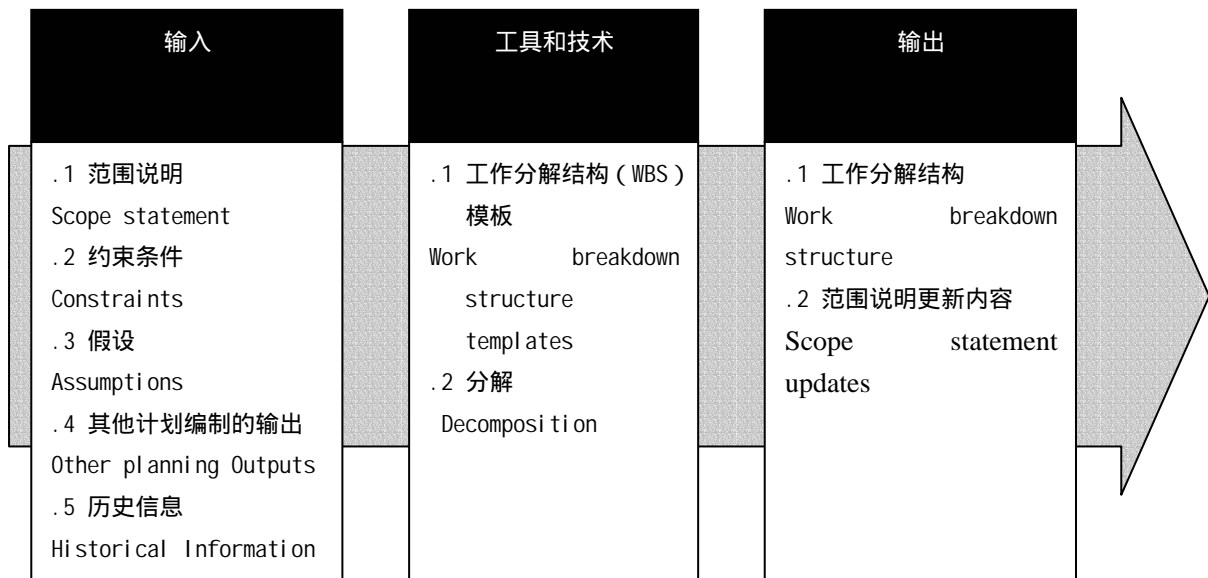 输入
.1 范围说明
Scope statement
.2 约束条件
Constraints
.3 假设
Assumptions
.4 其他计划编制的输出
Other planning Outputs
.5 历史信息
Historical Information
工具和技术
.1 工作分解结构(WBS)
模板
Work breakdown
structure
templates
.2 分解
Decomposition
输出
.1 工作分解结构
Work breakdown
structure
.2 范围说明更新内容
Scope statement
updates